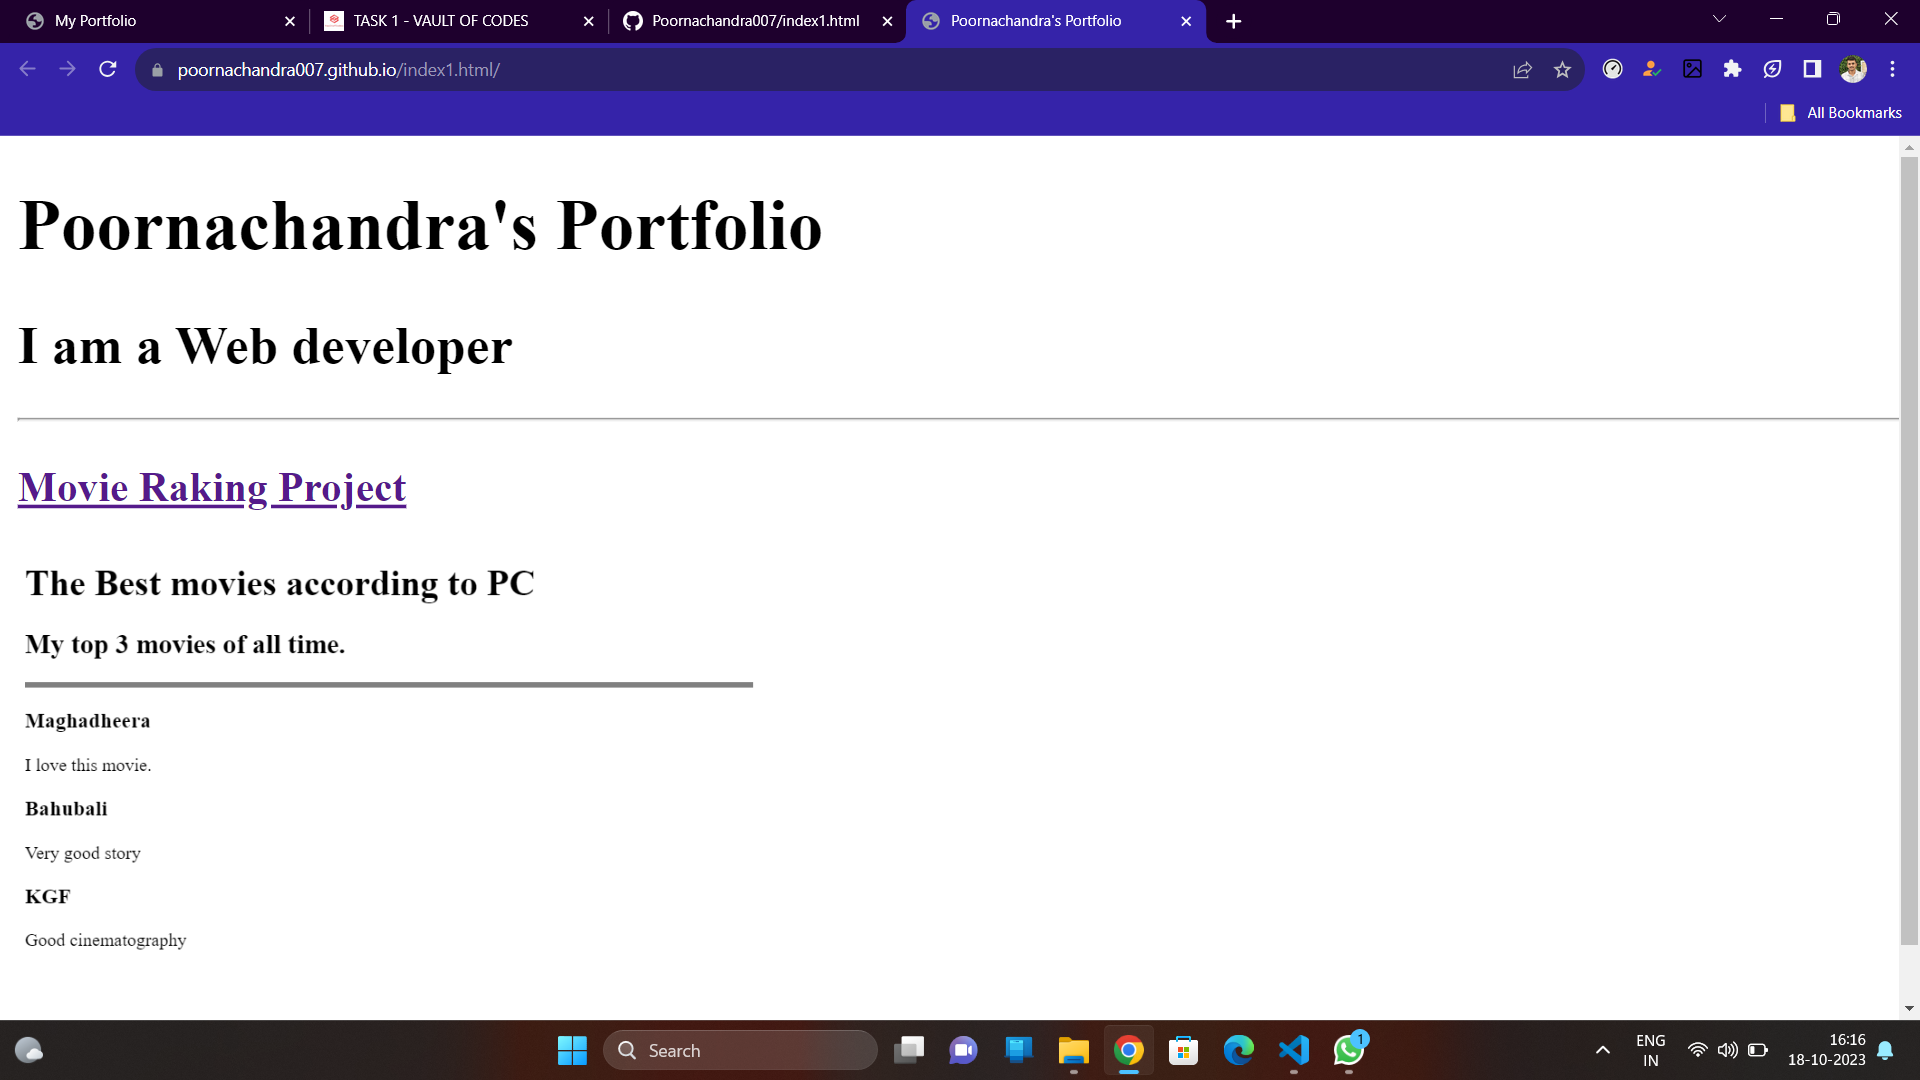 My Portfolio
TASK 1 - VAULT OF CODES
Poornachandra007/index1.html
Poornachandra's Portfolio
poornachandra007.github.io/index1.html/
All Bookmarks
Poornachandra's Portfolio
I am a Web developer
Movie Raking Project
The Best movies according to PC
My top 3 movies of all time.
Maghadheera
I love this movie.
Bahubali
Very good story
KGF
Good cinematography
Search
1
ENG
IN
16:16
18-10-2023